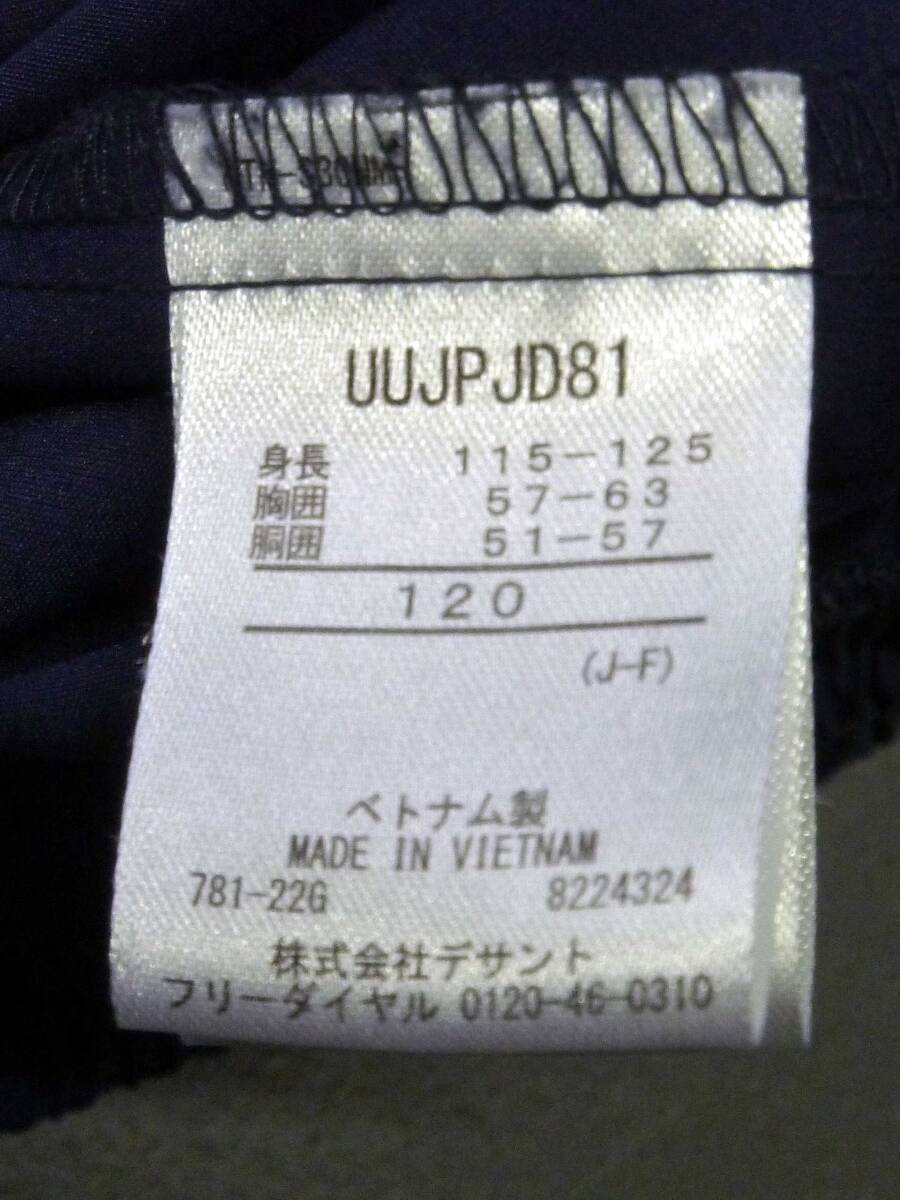 UUJPJD81
身長 115-125
胸囲 57-63
胴囲 51-57
120
(J-F)
ベトナム製
MADE IN VIETNAM
781-22G 8224324
株式会社デサント
フリーダイヤル 0120-46-0310